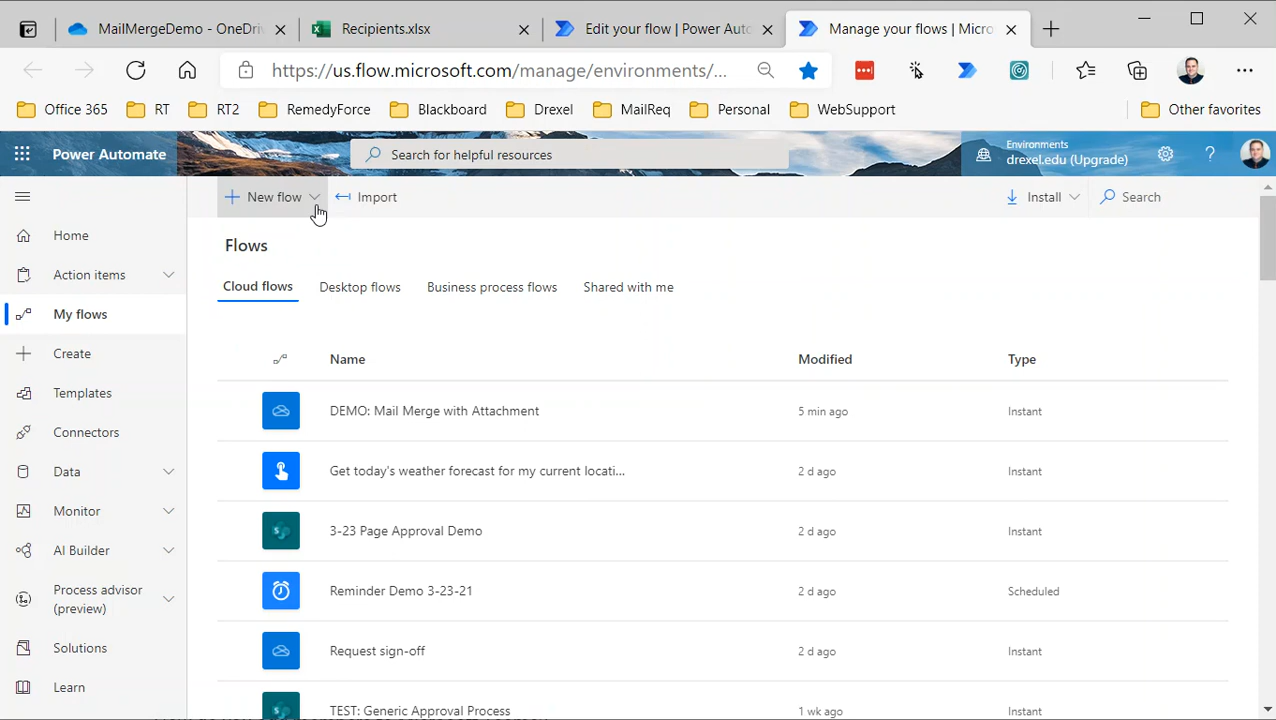 MailMergeDemo - OneDriv
Recipients.xlsx
Edit your flow | Power Auto
Manage your flows | Micro
https://us.flow.microsoft.com/manage/environments/...
Office 365
RT
RT2
RemedyForce
Blackboard
Drexel
MailReq
Personal
WebSupport
Other favorites
Power Automate
Search for helpful resources
Environments
drexel.edu (Upgrade)
New flow
Import
Install
Search
Home
Action items
My flows
Create
Templates
Connectors
Data
Monitor
AI Builder
Process advisor
(preview)
Solutions
Learn
Flows
Cloud flows
Desktop flows
Business process flows
Shared with me
Name Modified Type
DEMO: Mail Merge with Attachment 5 min ago Instant
Get today's weather forecast for my current locati... 2 d ago Instant
3-23 Page Approval Demo 2 d ago Instant
Reminder Demo 3-23-21 2 d ago Scheduled
Request sign-off 2 d ago Instant
TEST: Generic Approval Process 1 wk ago Instant